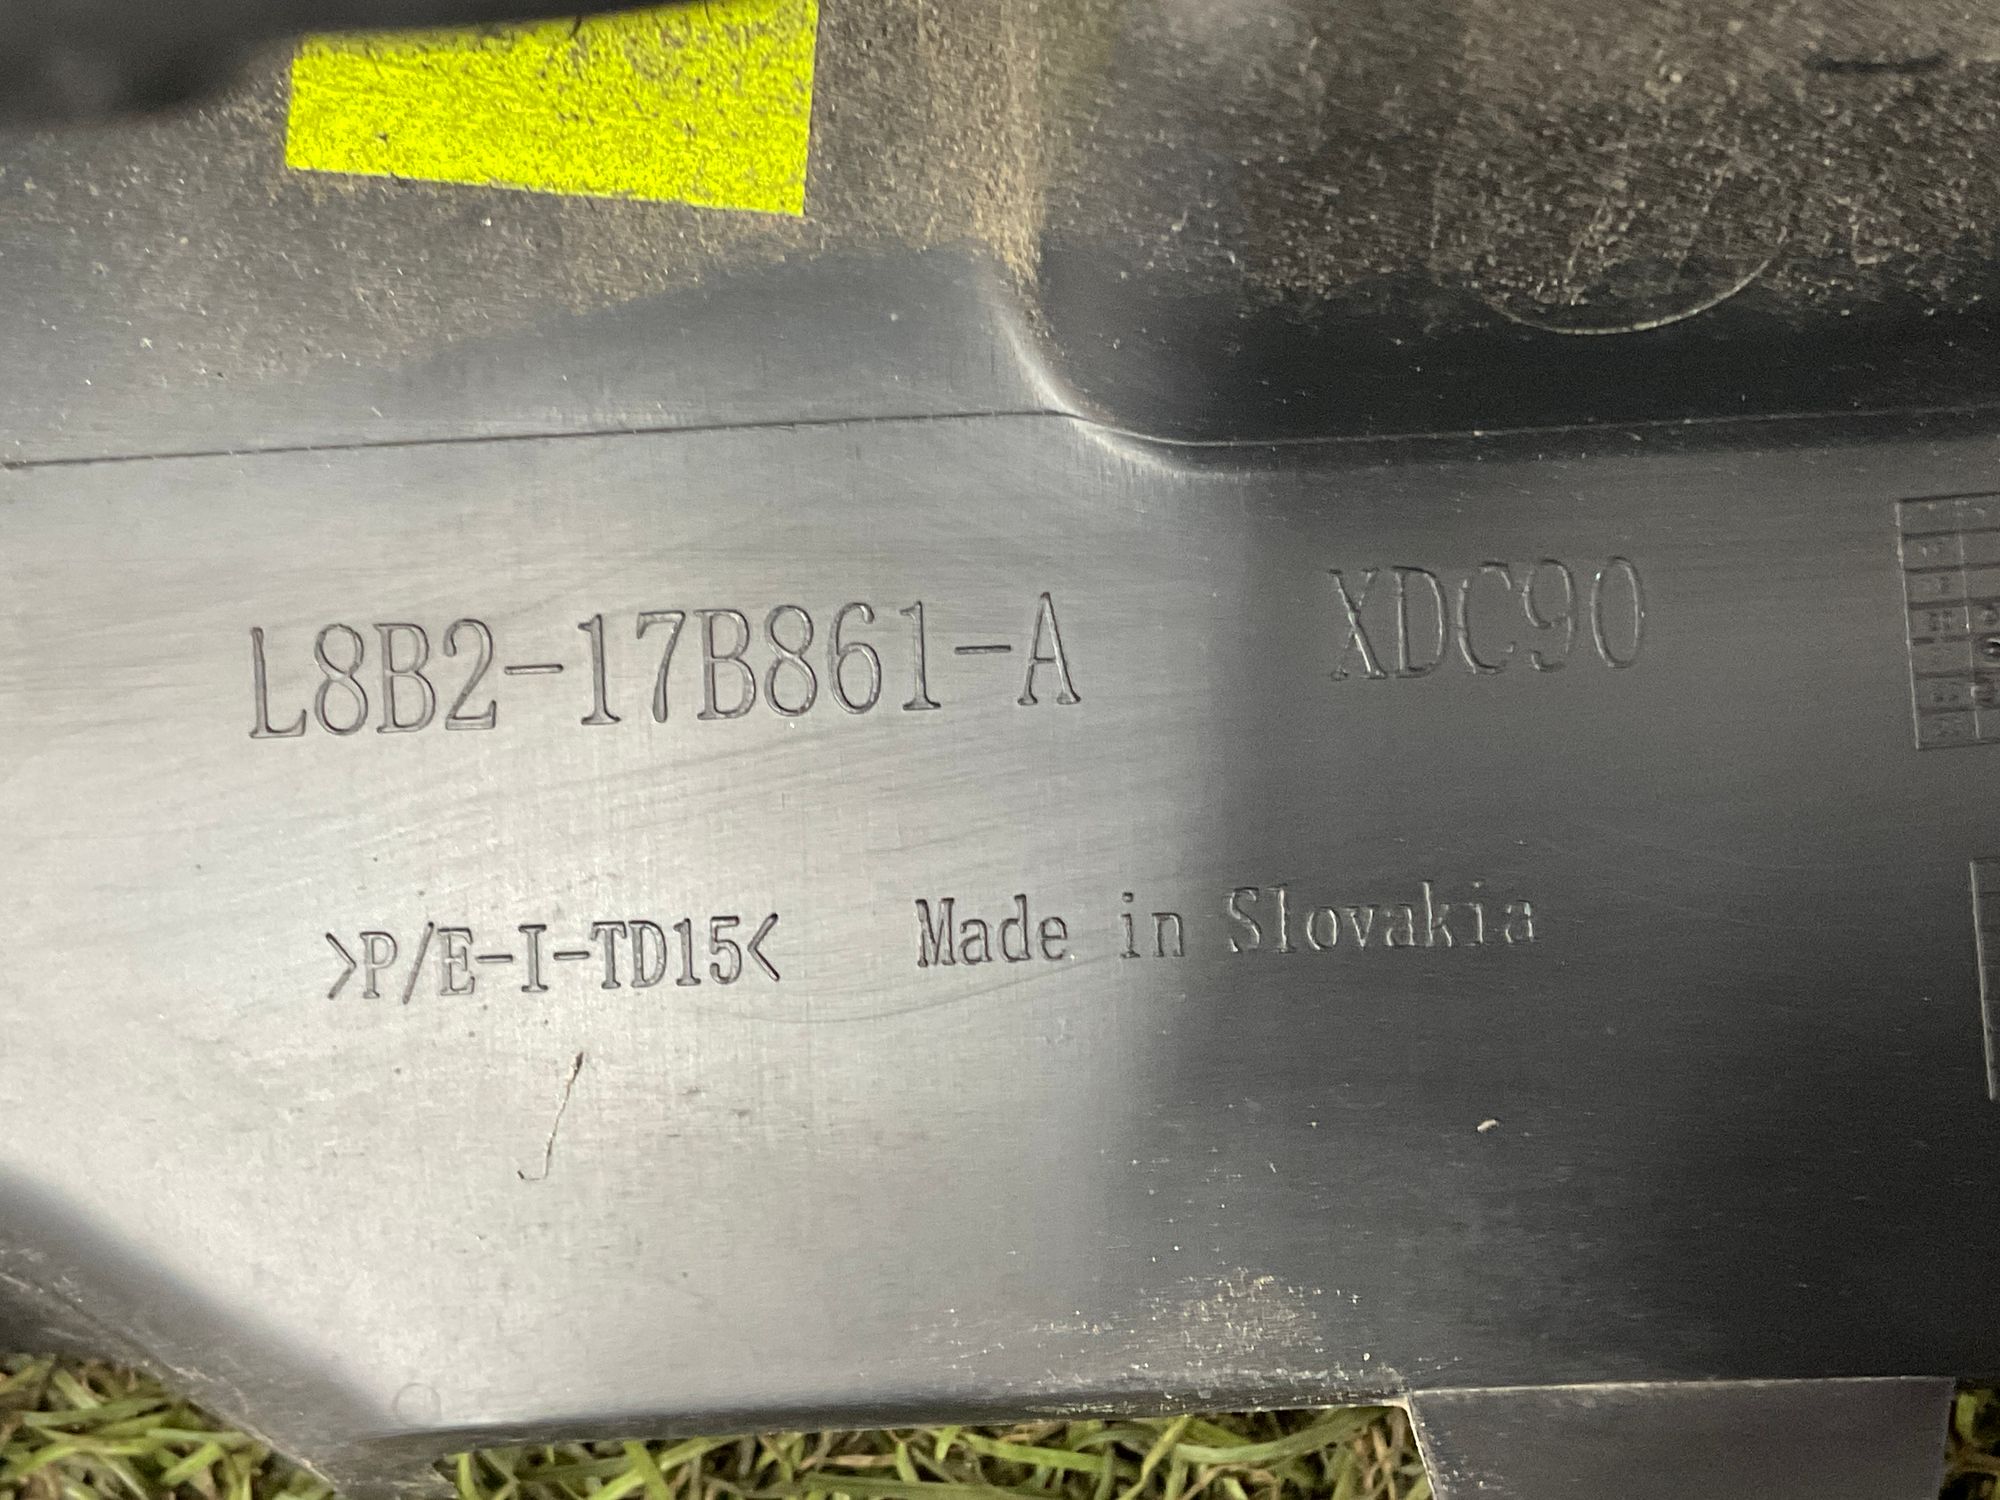 L8B2-17B861-A XDC90
>P/E-I-TD15< Made in Slovakia